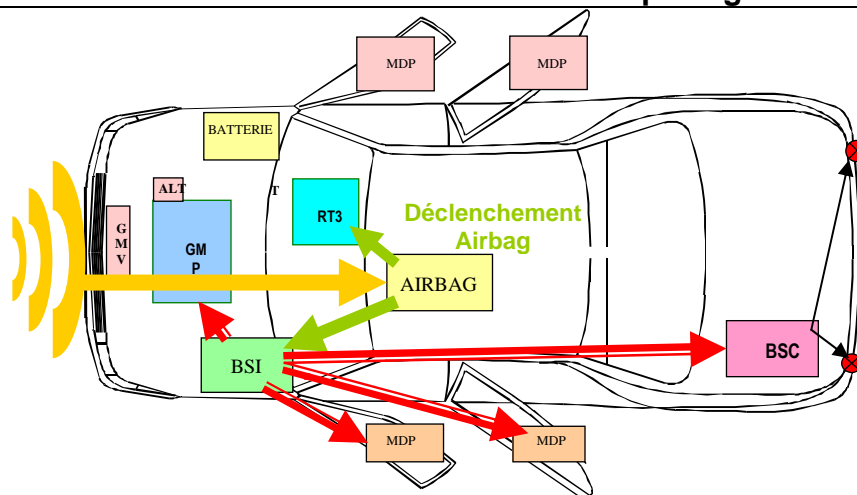 MDP
MDP
BATTERIE
ALT
T
RT3
Déclenchement
Airbag
G
M
V
GM
P
AIRBAG
BSI
BSC
MDP
MDP